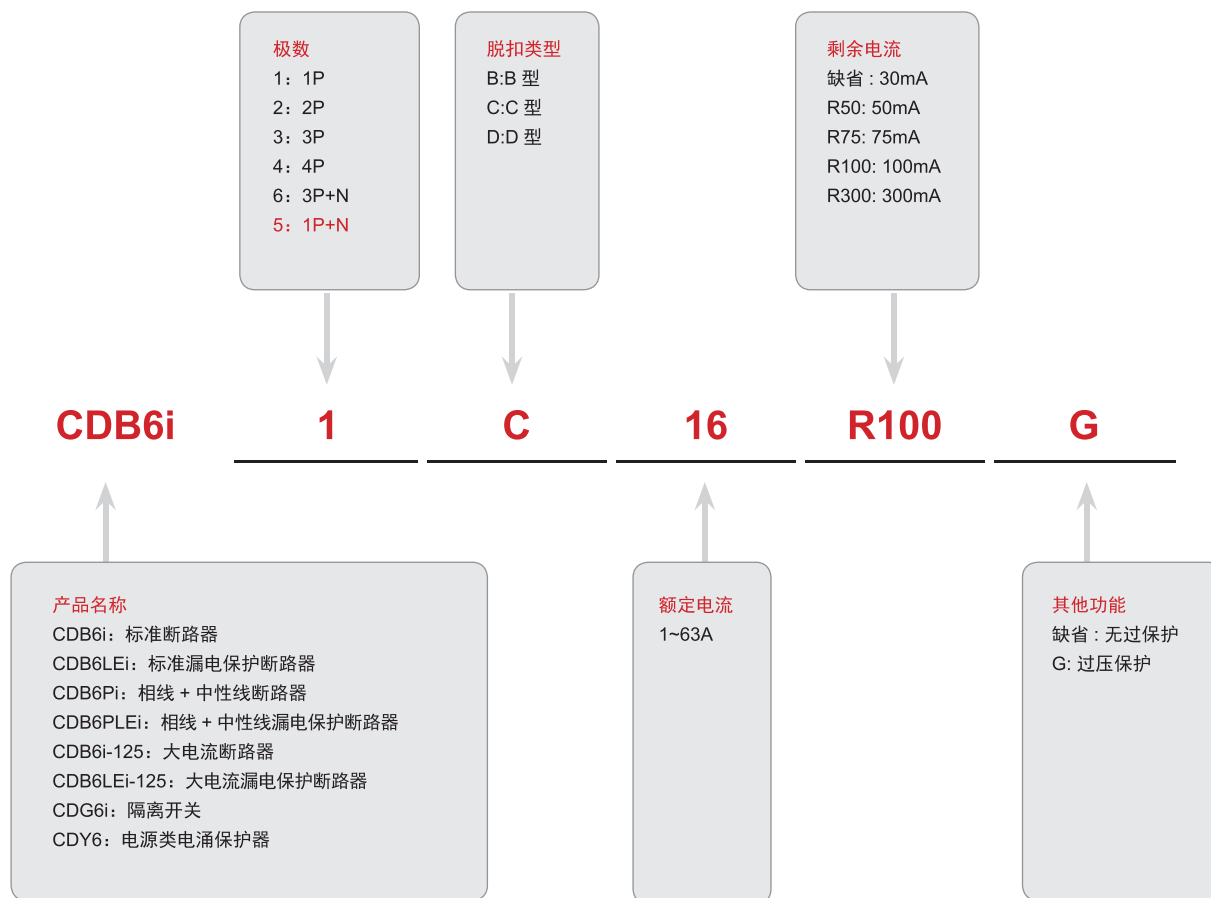 极数
1：1P
2：2P
3：3P
4：4P
6：3P+N
5：1P+N
脱扣类型
B:B 型
C:C 型
D:D 型
剩余电流
缺省 : 30mA
R50: 50mA
R75: 75mA
R100: 100mA
R300: 300mA
CDB6i 1 C 16 R100 G
产品名称
CDB6i：标准断路器
CDB6LEi：标准漏电保护断路器
CDB6Pi：相线 + 中性线断路器
CDB6PLEi：相线 + 中性线漏电保护断路器
CDB6i-125：大电流断路器
CDB6LEi-125：大电流漏电保护断路器
CDG6i：隔离开关
CDY6：电源类电涌保护器
额定电流
1~63A
其他功能
缺省 : 无过保护
G: 过压保护